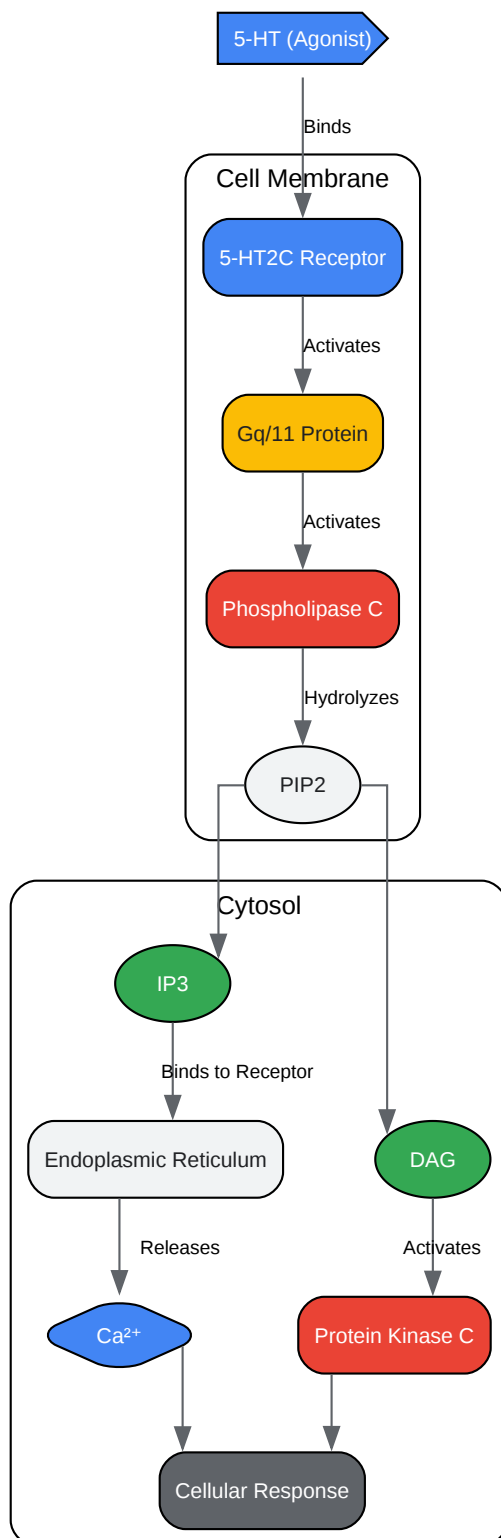 5-HT (Agonist)
Binds
Cell Membrane
5-HT2C Receptor
Activates
Gq/11 Protein
Activates
Phospholipase C
Hydrolyzes
PIP2
Cytosol
IP3
Binds to Receptor
Endoplasmic Reticulum
DAG
Releases
Activates
Ca²⁺
Protein Kinase C
Cellular Response